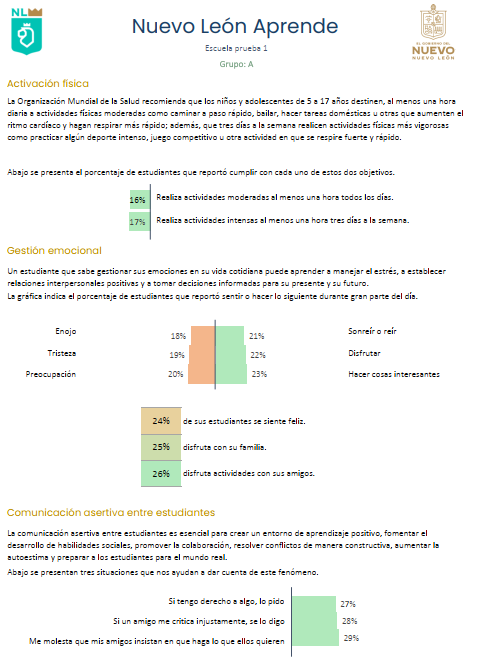 NL
Nuevo León Aprende
EL GOBIERNO DEL
NUEVO
NUEVO LEÓN
Escuela prueba 1
Grupo: A
Activación física
La Organización Mundial de la Salud recomienda que los niños y adolescentes de 5 a 17 años destinen, al menos una hora
diaria a actividades físicas moderadas como caminar a paso rápido, bailar, hacer tareas domésticas u otras que aumenten el
ritmo cardíaco y hagan respirar más rápido; además, que tres días a la semana realicen actividades físicas más vigorosas
como practicar algún deporte intenso, juego competitivo u otra actividad en que se respire fuerte y rápido.
Abajo se presenta el porcentaje de estudiantes que reportó cumplir con cada uno de estos dos objetivos.
16% Realiza actividades moderadas al menos una hora todos los días.
17% Realiza actividades intensas al menos una hora tres días a la semana.
Gestión emocional
Un estudiante que sabe gestionar sus emociones en su vida cotidiana puede aprender a manejar el estrés, a establecer
relaciones interpersonales positivas y a tomar decisiones informadas para su presente y su futuro.
La gráfica indica el porcentaje de estudiantes que reportó sentir o hacer lo siguiente durante gran parte del día.
Enojo 18% 21% Sonreír o reír
Tristeza 19% 22% Disfrutar
Preocupación 20% 23% Hacer cosas interesantes
24% de sus estudiantes se siente feliz.
25% disfruta con su familia.
26% disfruta actividades con sus amigos.
Comunicación asertiva entre estudiantes
La comunicación asertiva entre estudiantes es esencial para crear un entorno de aprendizaje positivo, fomentar el
desarrollo de habilidades sociales, promover la colaboración, resolver conflictos de manera constructiva, aumentar la
autoestima y preparar a los estudiantes para el mundo real.
Abajo se presentan tres situaciones que nos ayudan a dar cuenta de este fenómeno.
Si tengo derecho a algo, lo pido 27%
Si un amigo me critica injustamente, se lo digo 28%
Me molesta que mis amigos insistan en que haga lo que ellos quieren 29%